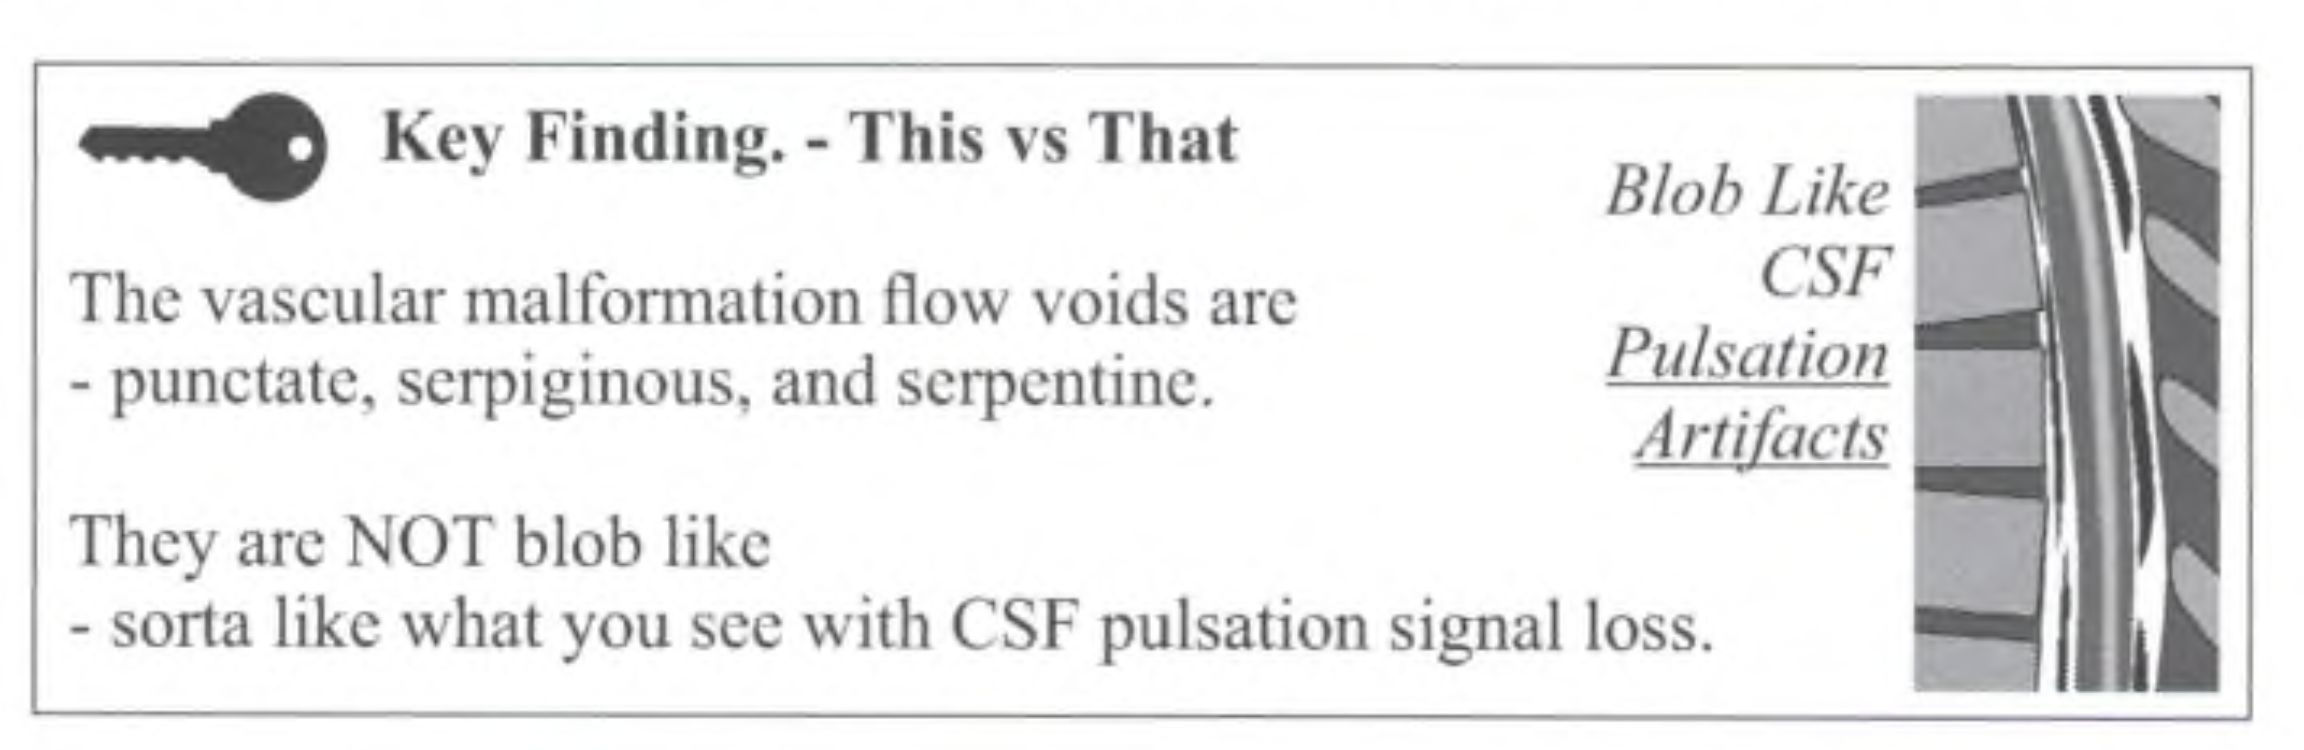 Key Finding. - This vs That
The vascular malformation flow voids are
- punctate, serpiginous, and serpentine.
They are NOT blob like
- sorta like what you see with CSF pulsation signal loss.
Blob Like
CSF
Pulsation
Artifacts